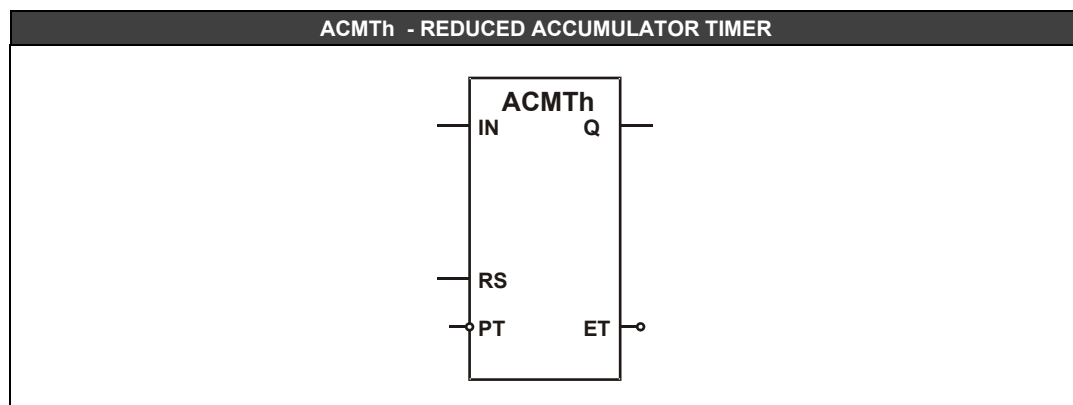 ACMTh - REDUCED ACCUMULATOR TIMER
ACMTh
IN Q
RS
PT ET